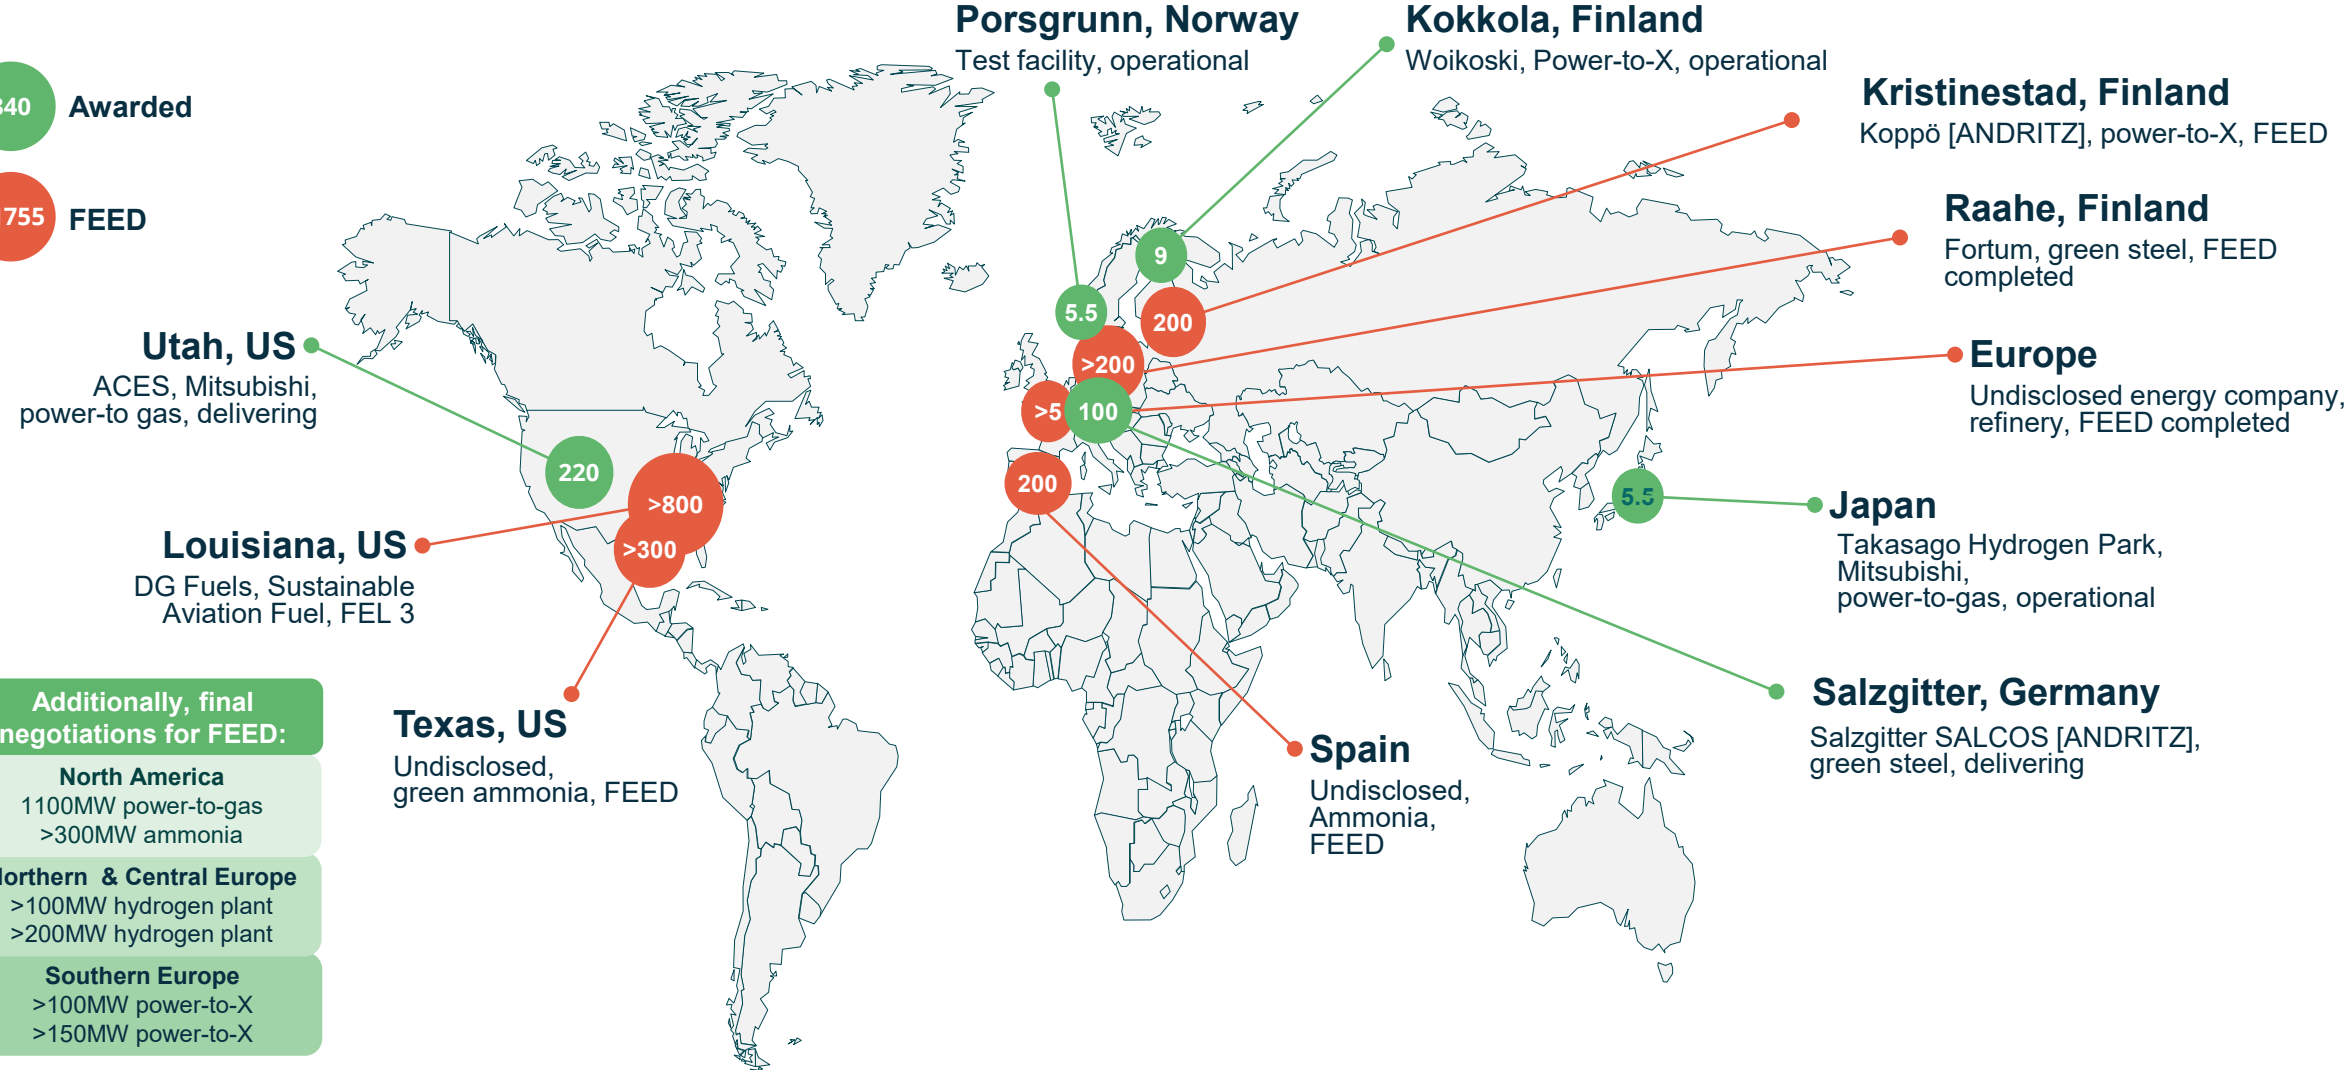 Porsgrunn, Norway
Test facility, operational
Kokkola, Finland
Woikoski, Power-to-X, operational
Kristinestad, Finland
Koppö [ANDRITZ], power-to-X, FEED
Raahe, Finland
Fortum, green steel, FEED
completed
Europe
Undisclosed energy company,
refinery, FEED completed
Japan
Takasago Hydrogen Park,
Mitsubishi,
power-to-gas, operational
Salzgitter, Germany
Salzgitter SALCOS [ANDRITZ],
green steel, delivering
Spain
Undisclosed,
Ammonia,
FEED
40
Awarded
755
FEED
Utah, US
ACES, Mitsubishi,
power-to gas, delivering
Louisiana, US
DG Fuels, Sustainable
Aviation Fuel, FEL 3
Texas, US
Undisclosed,
green ammonia, FEED
9
5.5
200
>200
>5
100
200
220
>800
>300
5.5
Additionally, final
negotiations for FEED:
North America
1100MW power-to-gas
>300MW ammonia
orthern & Central Europe
>100MW hydrogen plant
>200MW hydrogen plant
Southern Europe
>100MW power-to-X
>150MW power-to-X